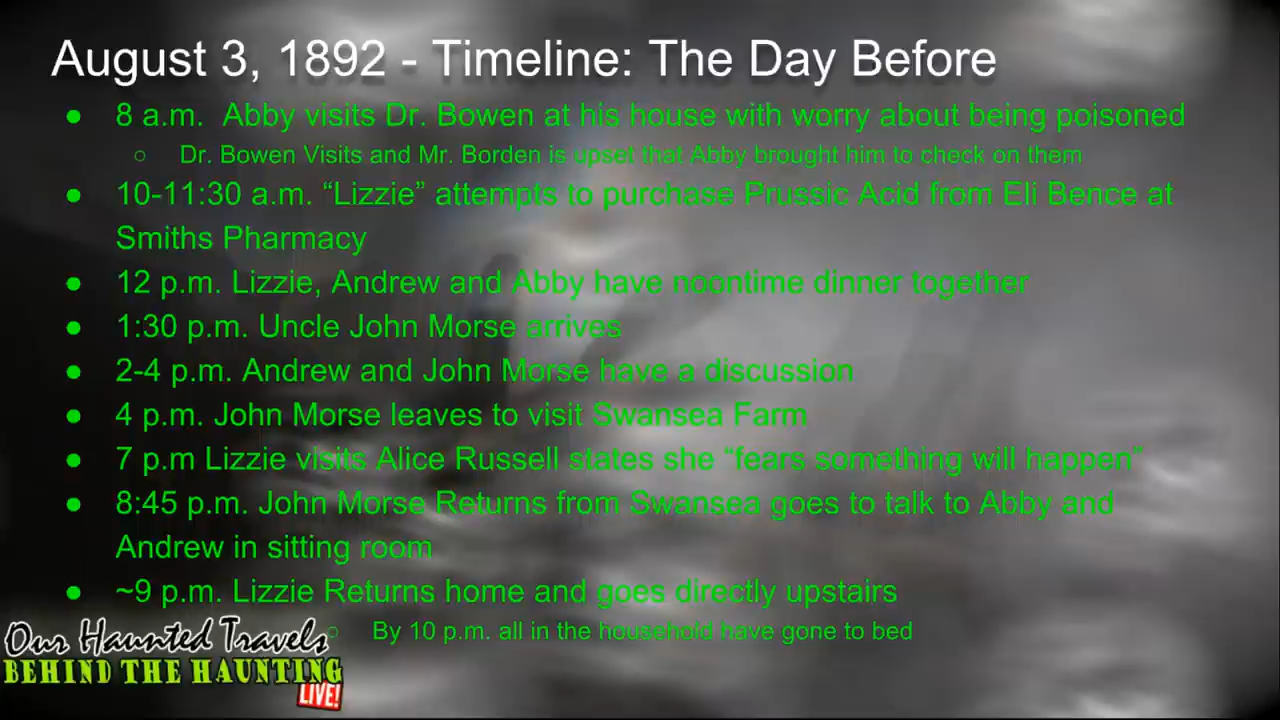 August 3, 1892 - Timeline: The Day Before
● 8 a.m.  Abby visits Dr. Bowen at his house with worry about being poisoned
○ Dr. Bowen Visits and Mr. Borden is upset that Abby brought him to check on them
● 10-11:30 a.m. “Lizzie” attempts to purchase Prussic Acid from Eli Bence at
Smiths Pharmacy
● 12 p.m. Lizzie, Andrew and Abby have noontime dinner together
● 1:30 p.m. Uncle John Morse arrives
● 2-4 p.m. Andrew and John Morse have a discussion
● 4 p.m. John Morse leaves to visit Swansea Farm
● 7 p.m Lizzie visits Alice Russell states she “fears something will happen”
● 8:45 p.m. John Morse Returns from Swansea goes to talk to Abby and
Andrew in sitting room
● ~9 p.m. Lizzie Returns home and goes directly upstairs
○ By 10 p.m. all in the household have gone to bed
Our Haunted Travels
BEHIND THE HAUNTING
LIVE!